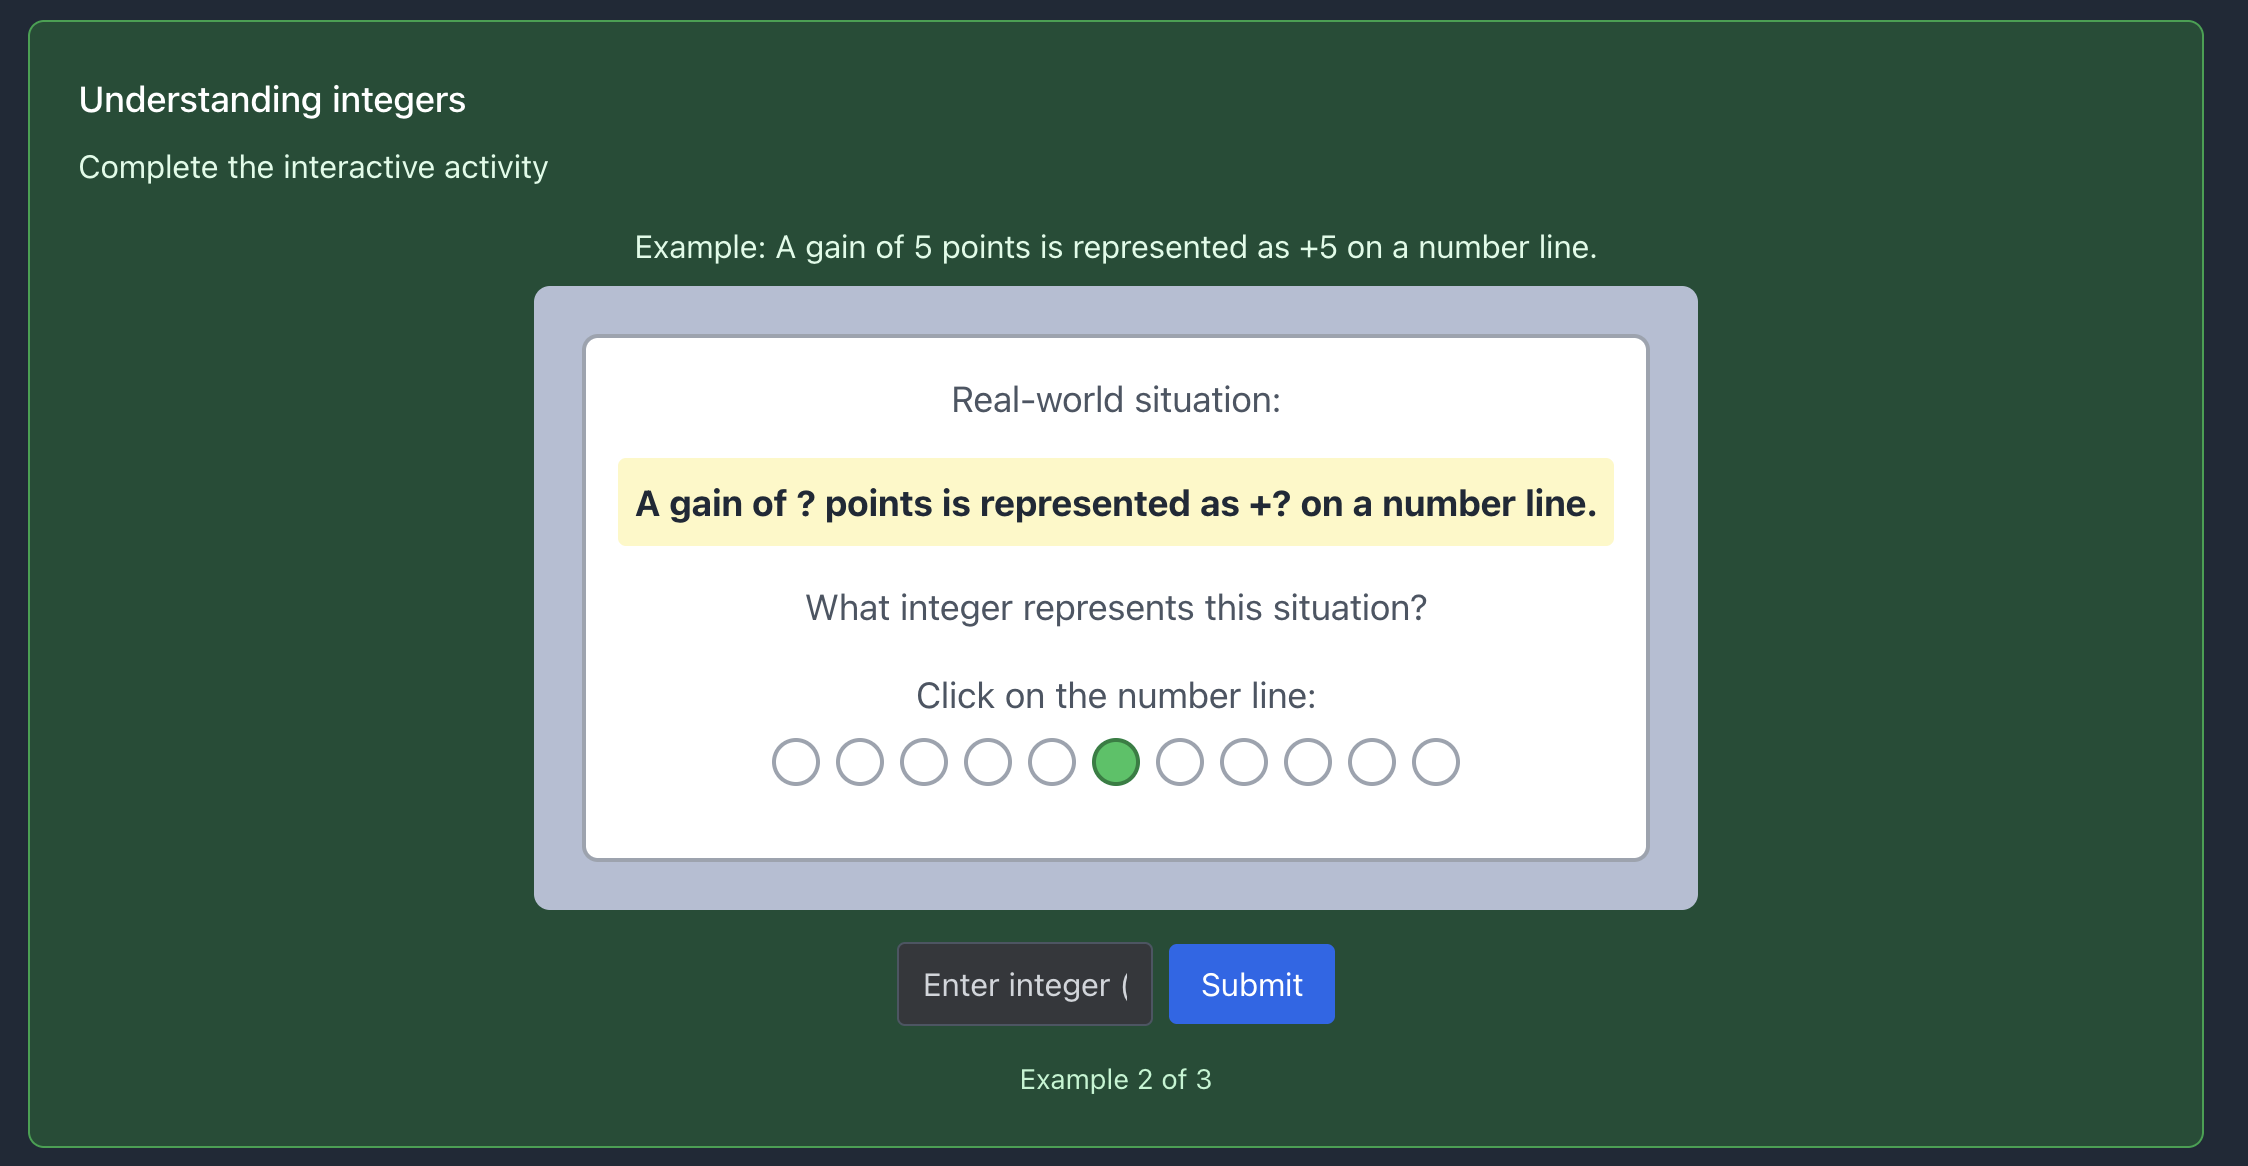 Understanding integers
Complete the interactive activity
Example: A gain of 5 points is represented as +5 on a number line.
Real-world situation:
A gain of ? points is represented as +? on a number line.
What integer represents this situation?
Click on the number line:
Enter integer (
Submit
Example 2 of 3